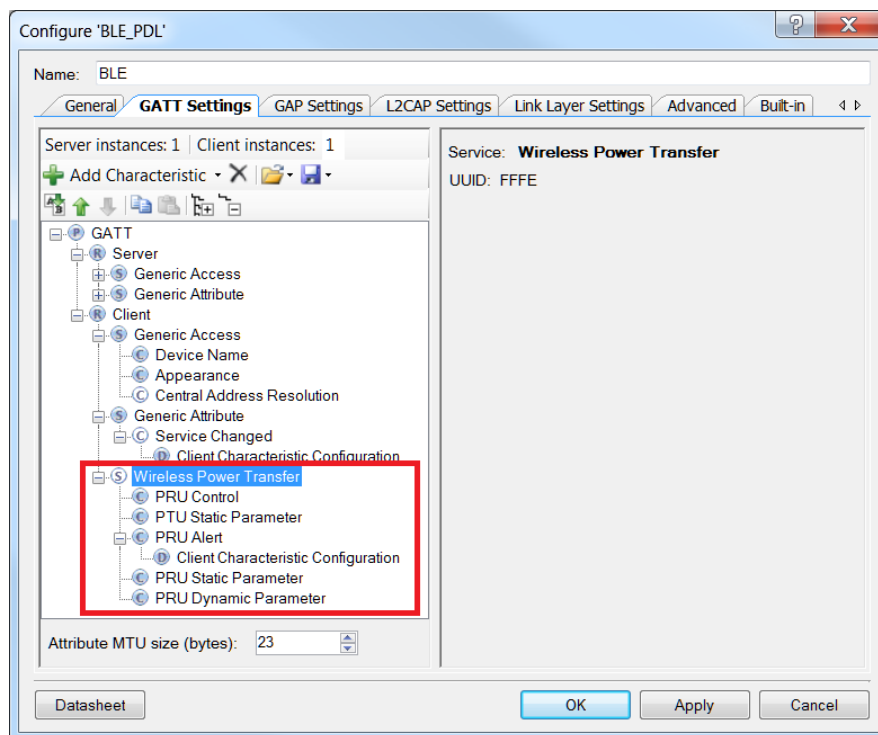 Configure 'BLE_PDL'
Name: BLE
General GATT Settings GAP Settings L2CAP Settings Link Layer Settings Advanced Built-in
Server instances: 1 Client instances: 1
Add Characteristic
Service: Wireless Power Transfer
UUID: FFFE
P GATT
R Server
S Generic Access
S Generic Attribute
R Client
S Generic Access
C Device Name
C Appearance
C Central Address Resolution
S Generic Attribute
C Service Changed
D Client Characteristic Configuration
S Wireless Power Transfer
C PRU Control
C PTU Static Parameter
C PRU Alert
D Client Characteristic Configuration
C PRU Static Parameter
C PRU Dynamic Parameter
Attribute MTU size (bytes): 23
Datasheet OK Apply Cancel